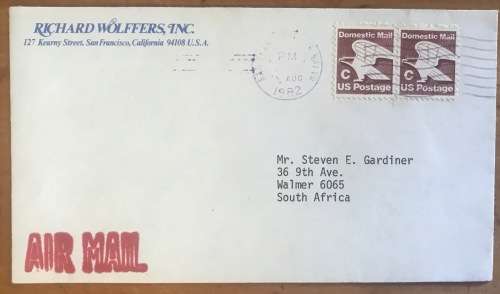 RICHARD WOLFFERS, INC.
127 Kearny Street, San Francisco, California 94108 U.S.A.
PM
AUG
1982
Domestic Mail
C
US Postage
Domestic Mail
C
US Postage
Mr. Steven E. Gardiner
36 9th Ave.
Walmer 6065
South Africa
AIR MAIL